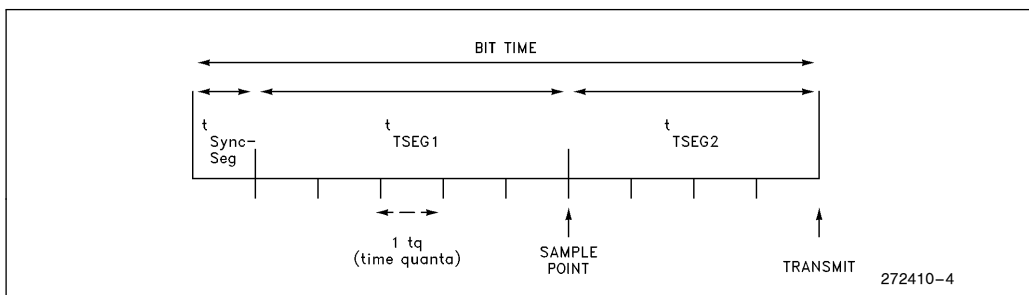 BIT TIME
t Sync-Seg
t TSEG1
t TSEG2
1 tq
(time quanta)
SAMPLE
POINT
TRANSMIT
272410–4